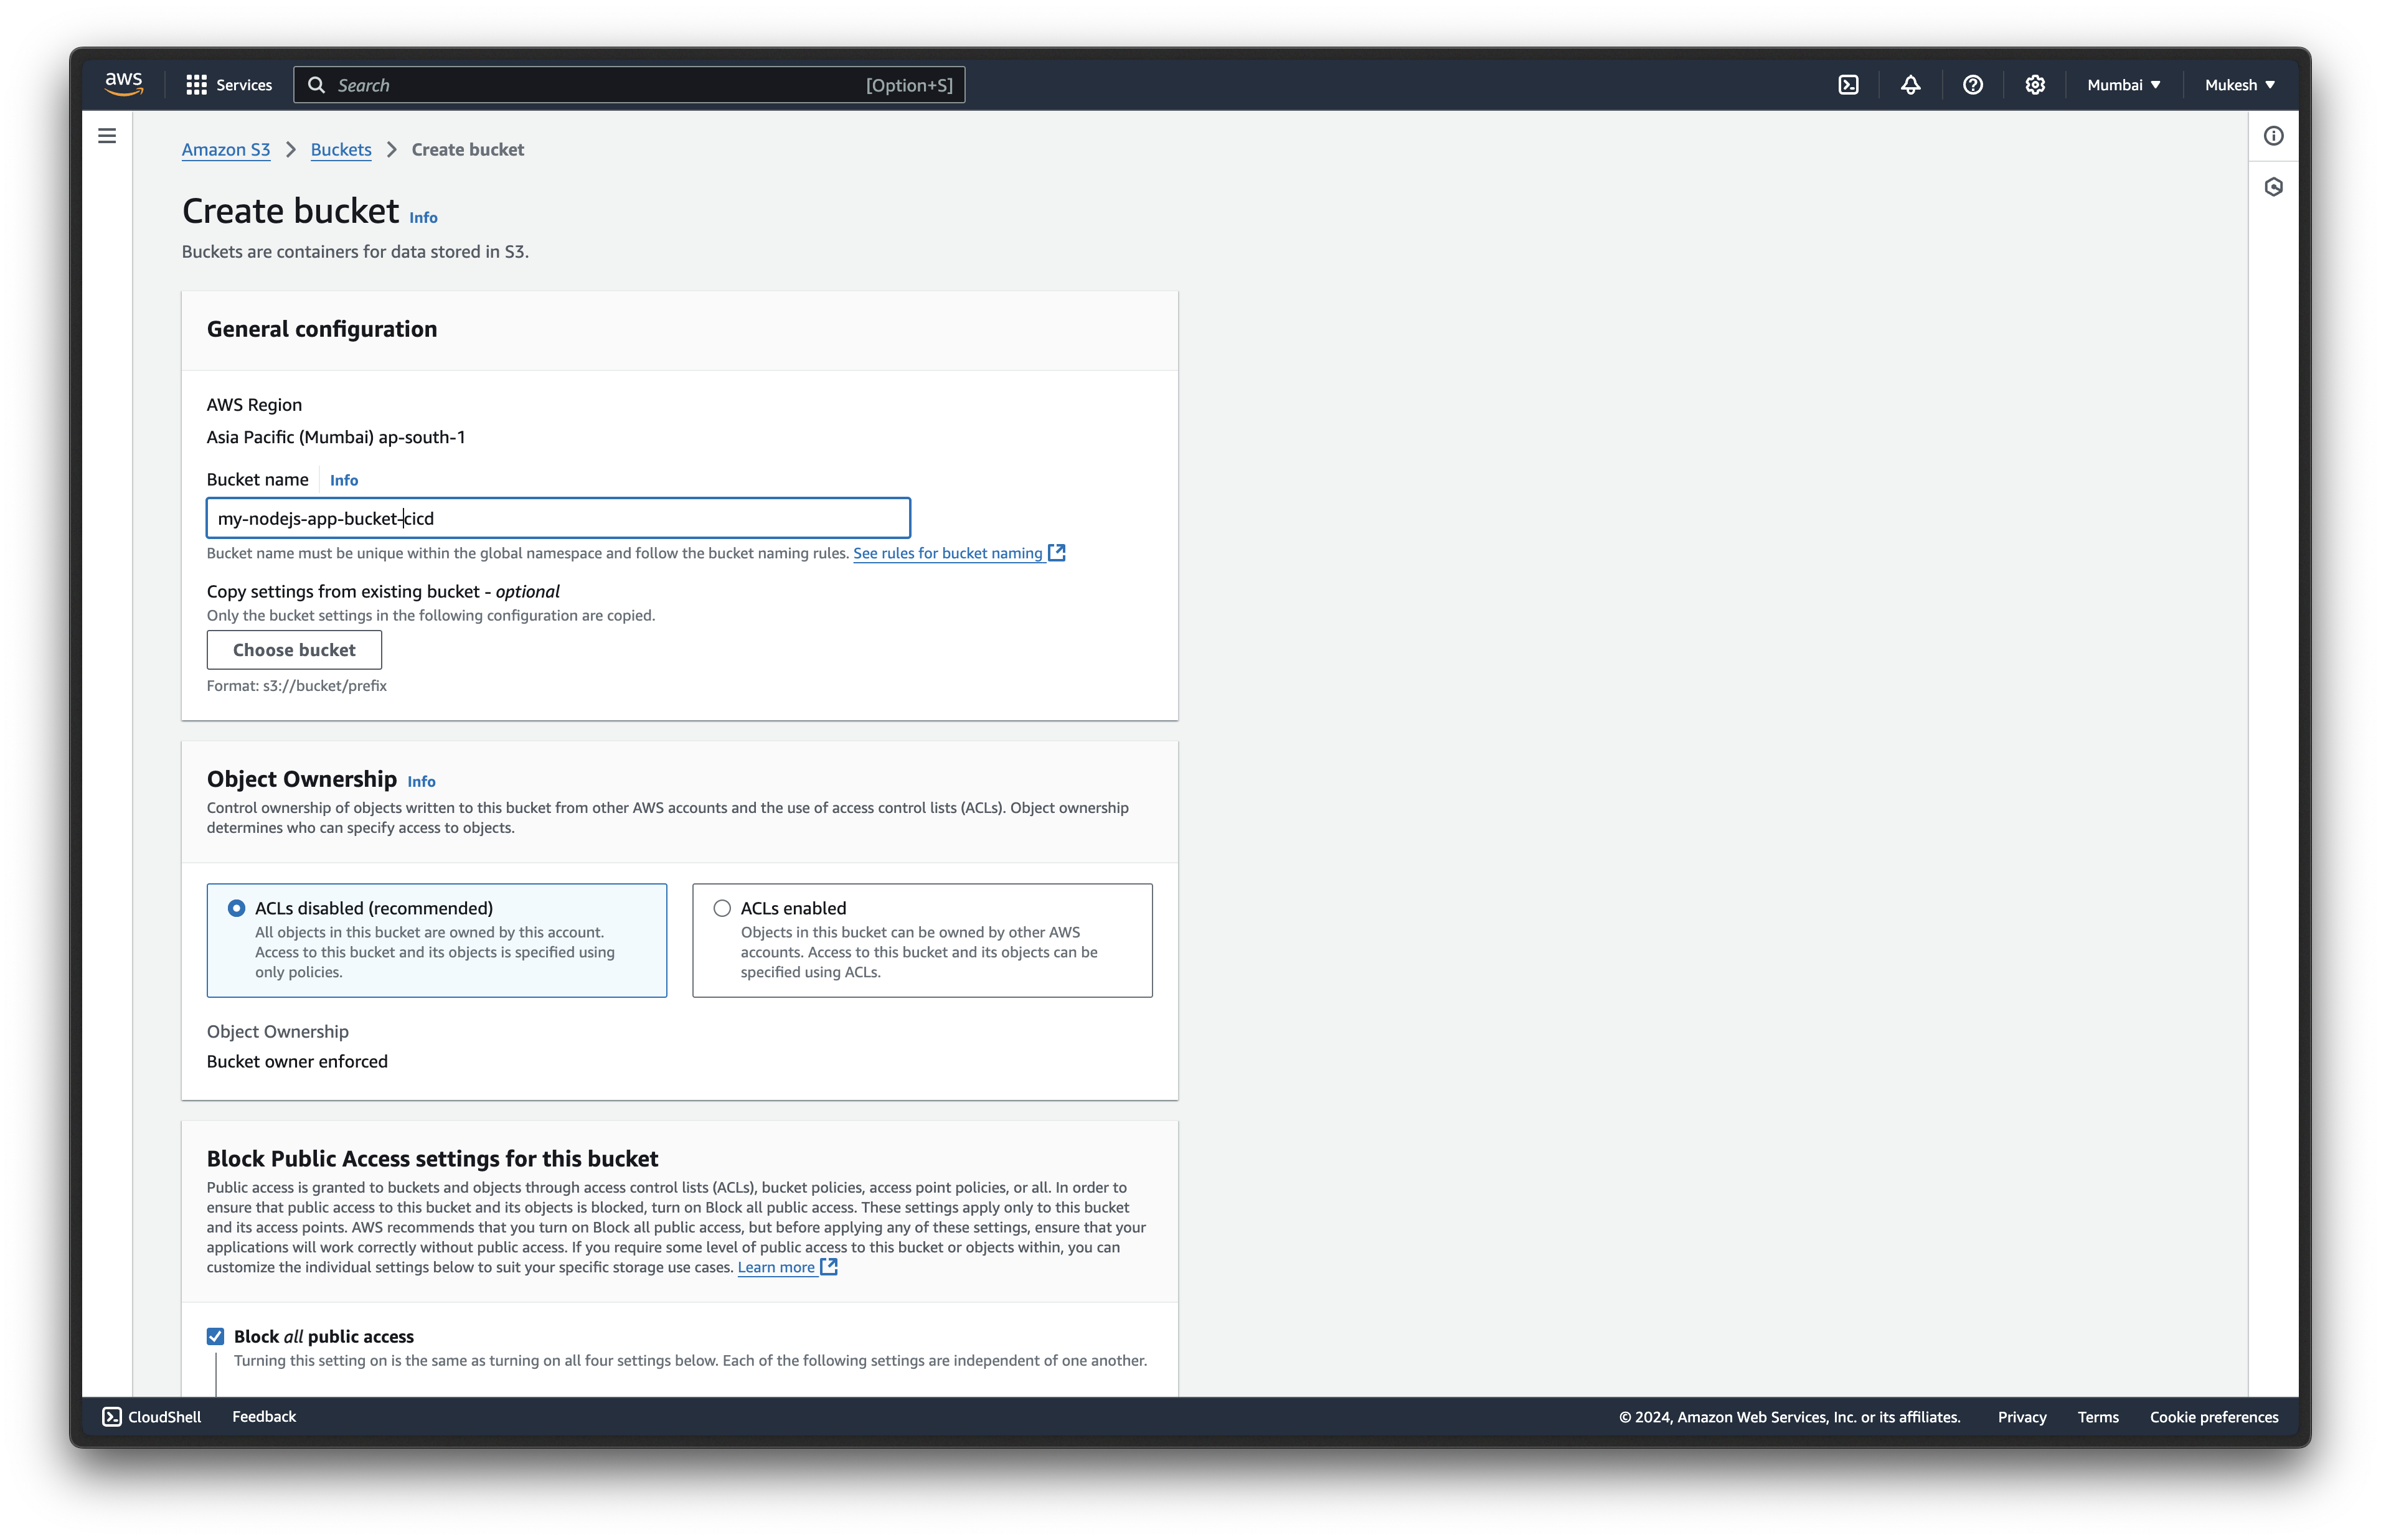 aws Services Search [Option+S] Mumbai ▼ Mukesh ▼
Amazon S3 > Buckets > Create bucket
Create bucket Info
Buckets are containers for data stored in S3.
General configuration
AWS Region
Asia Pacific (Mumbai) ap-south-1
Bucket name Info
my-nodejs-app-bucket-cicd
Bucket name must be unique within the global namespace and follow the bucket naming rules. See rules for bucket naming
Copy settings from existing bucket - optional
Only the bucket settings in the following configuration are copied.
Choose bucket
Format: s3://bucket/prefix
Object Ownership Info
Control ownership of objects written to this bucket from other AWS accounts and the use of access control lists (ACLs). Object ownership
determines who can specify access to objects.
ACLs disabled (recommended)
All objects in this bucket are owned by this account.
Access to this bucket and its objects is specified using
only policies.
ACLs enabled
Objects in this bucket can be owned by other AWS
accounts. Access to this bucket and its objects can be
specified using ACLs.
Object Ownership
Bucket owner enforced
Block Public Access settings for this bucket
Public access is granted to buckets and objects through access control lists (ACLs), bucket policies, access point policies, or all. In order to
ensure that public access to this bucket and its objects is blocked, turn on Block all public access. These settings apply only to this bucket
and its access points. AWS recommends that you turn on Block all public access, but before applying any of these settings, ensure that your
applications will work correctly without public access. If you require some level of public access to this bucket or objects within, you can
customize the individual settings below to suit your specific storage use cases. Learn more
Block all public access
Turning this setting on is the same as turning on all four settings below. Each of the following settings are independent of one another.
CloudShell Feedback © 2024, Amazon Web Services, Inc. or its affiliates. Privacy Terms Cookie preferences